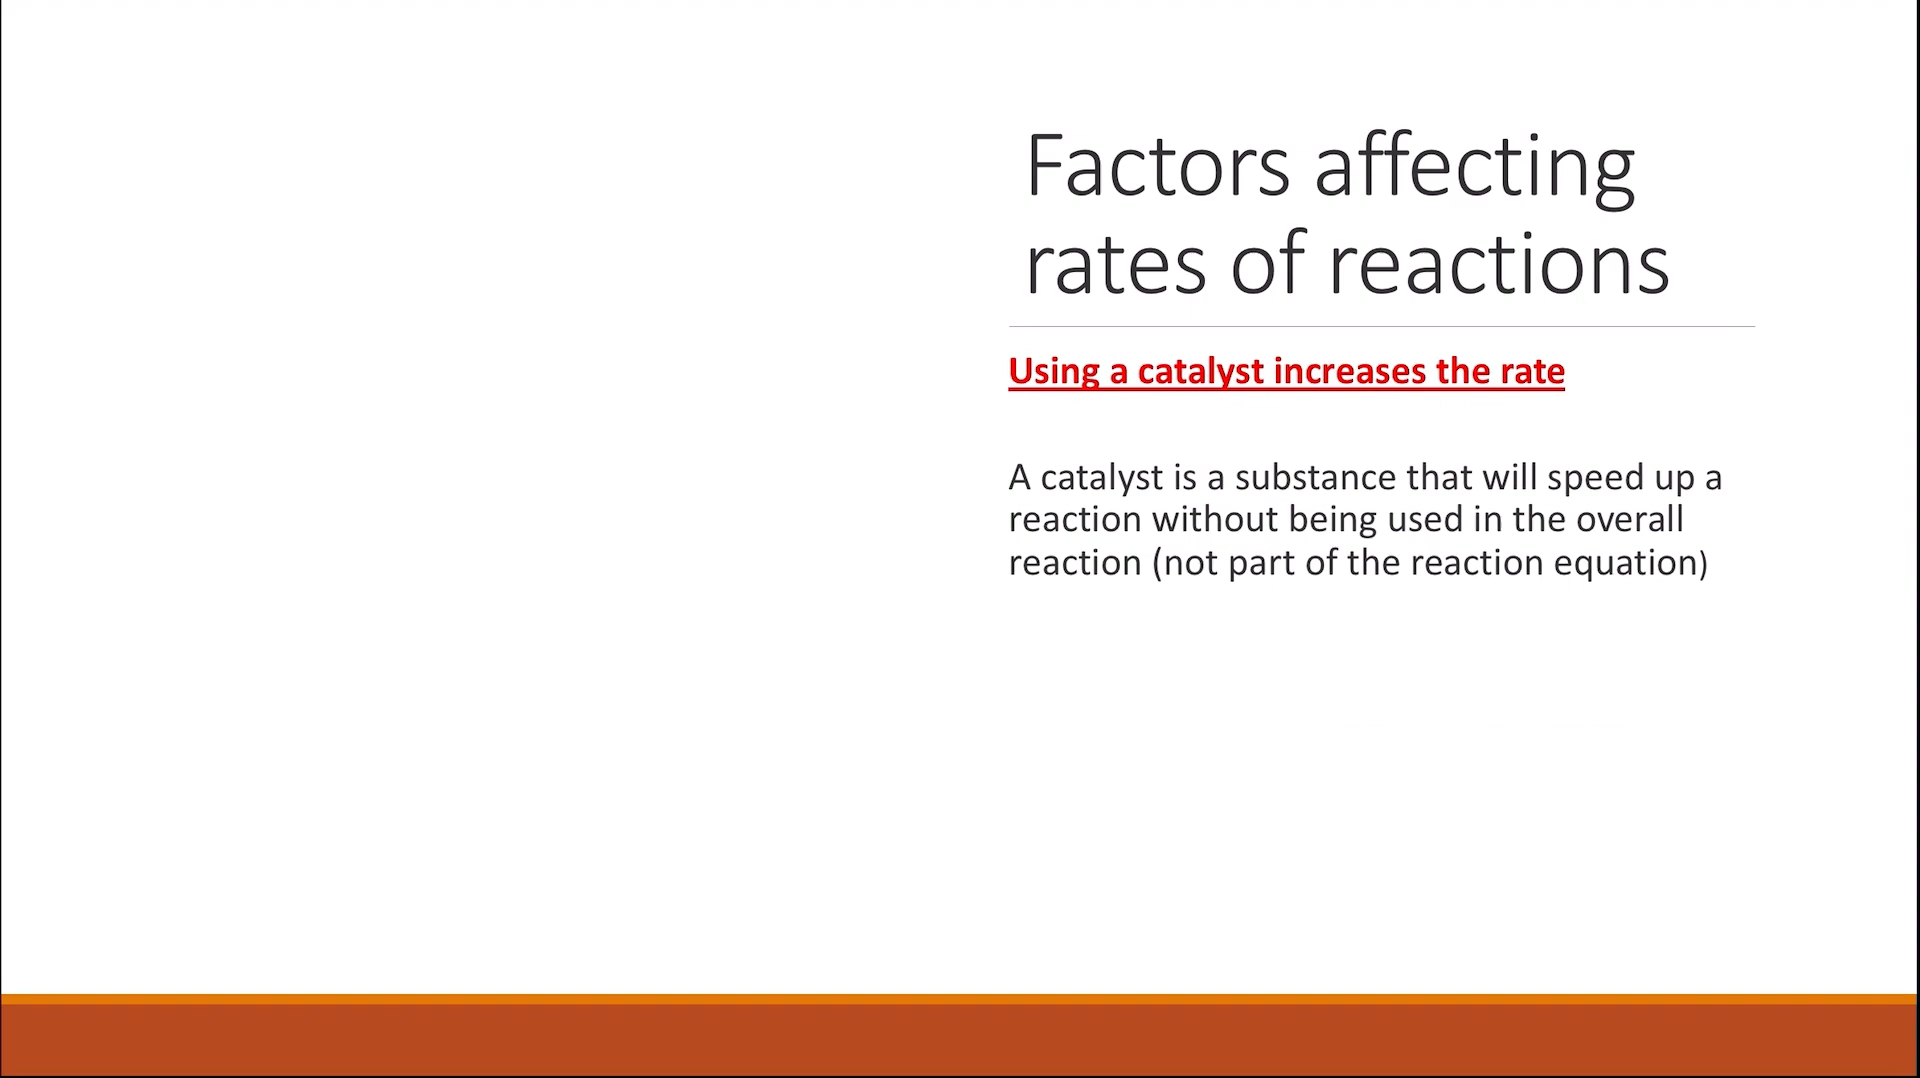 Factors affecting
rates of reactions
Using a catalyst increases the rate
A catalyst is a substance that will speed up a
reaction without being used in the overall
reaction (not part of the reaction equation)